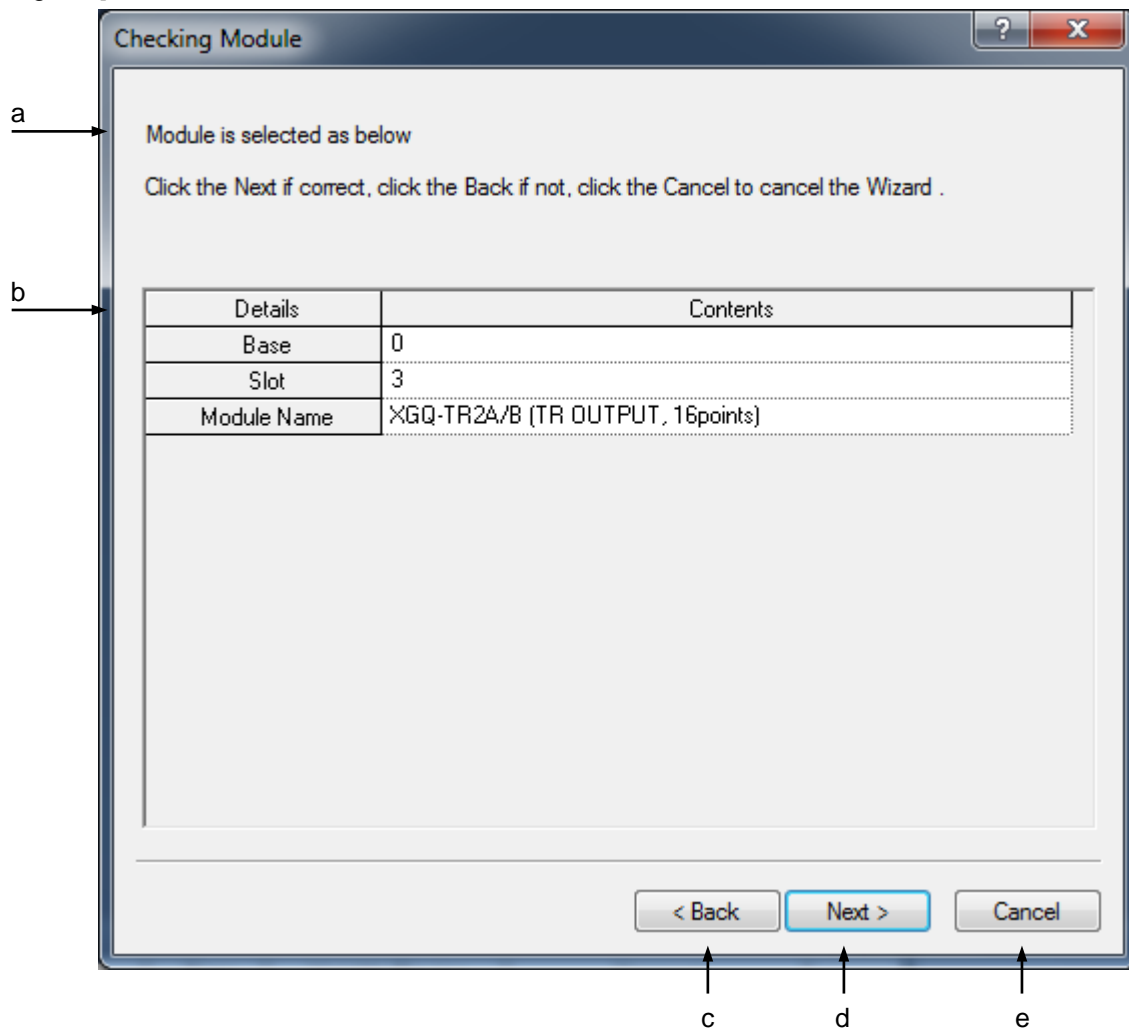 Checking Module
a
Module is selected as below
Click the Next if correct, click the Back if not, click the Cancel to cancel the Wizard .
b
Details Contents
Base 0
Slot 3
Module Name XGQ-TR2A/B (TR OUTPUT, 16points)
< Back Next > Cancel
c d e